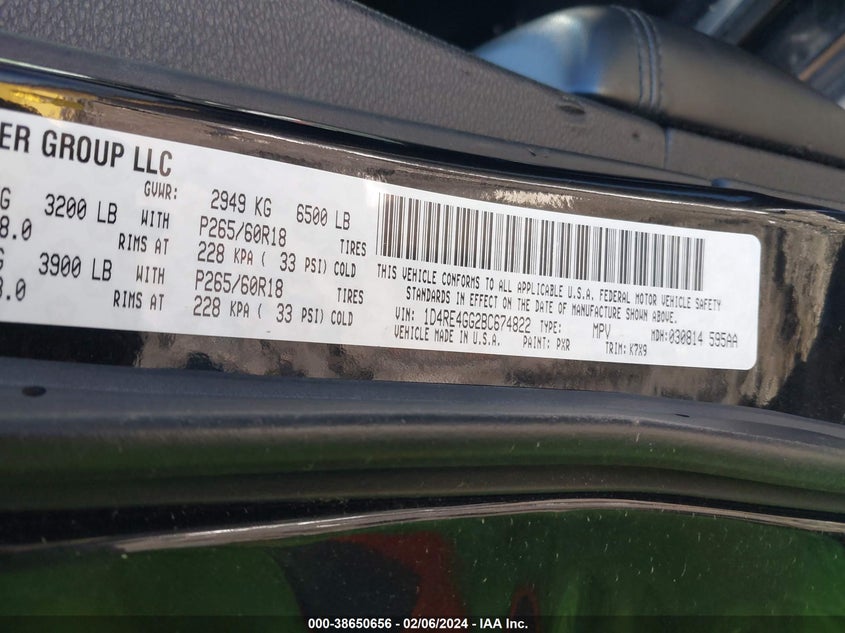 ER GROUP LLC
GVWR: 2949 KG 6500 LB
G 3200 LB WITH P265/60R18 TIRES
8.0 RIMS AT 228 KPA ( 33 PSI) COLD
G 3900 LB WITH P265/60R18 TIRES
8.0 RIMS AT 228 KPA ( 33 PSI) COLD
THIS VEHICLE CONFORMS TO ALL APPLICABLE U.S.A. FEDERAL MOTOR VEHICLE SAFETY
STANDARDS IN EFFECT ON THE DATE OF MANUFACTURE SHOWN ABOVE.
VIN: 1D4RE4GG2BC674822 TYPE: MPV MDH:030814 595AA
VEHICLE MADE IN U.S.A. PAINT: PXR TRIM: K7X9
000-38650656 - 02/06/2024 - IAA Inc.